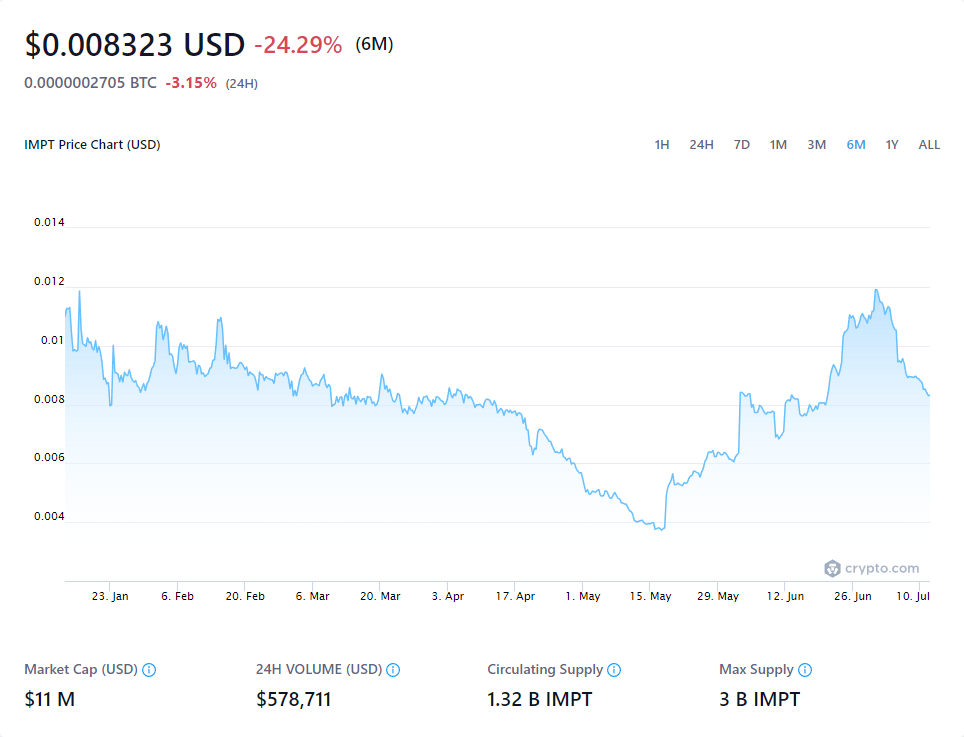 $0.008323 USD -24.29% (6M)
0.0000002705 BTC -3.15% (24H)
IMPT Price Chart (USD) 1H 24H 7D 1M 3M 6M 1Y ALL
0.014
0.012
0.01
0.008
0.006
0.004
crypto.com
23. Jan 6. Feb 20. Feb 6. Mar 20. Mar 3. Apr 17. Apr 1. May 15. May 29. May 12. Jun 26. Jun 10. Jul
Market Cap (USD) 24H VOLUME (USD) Circulating Supply Max Supply
$11 M $578,711 1.32 B IMPT 3 B IMPT